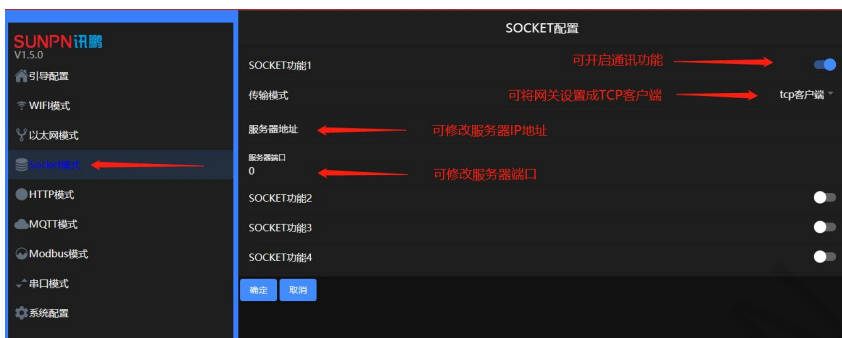 SUNPN讯鹏
V1.5.0
引导配置
WIFI模式
以太网模式
Socket模式
HTTP模式
MQTT模式
Modbus模式
串口模式
系统配置
SOCKET配置
SOCKET功能1 可开启通讯功能
传输模式 可将网关设置成TCP客户端 tcp客户端
服务器地址 可修改服务器IP地址
服务器端口
0 可修改服务器端口
SOCKET功能2
SOCKET功能3
SOCKET功能4
确定 取消